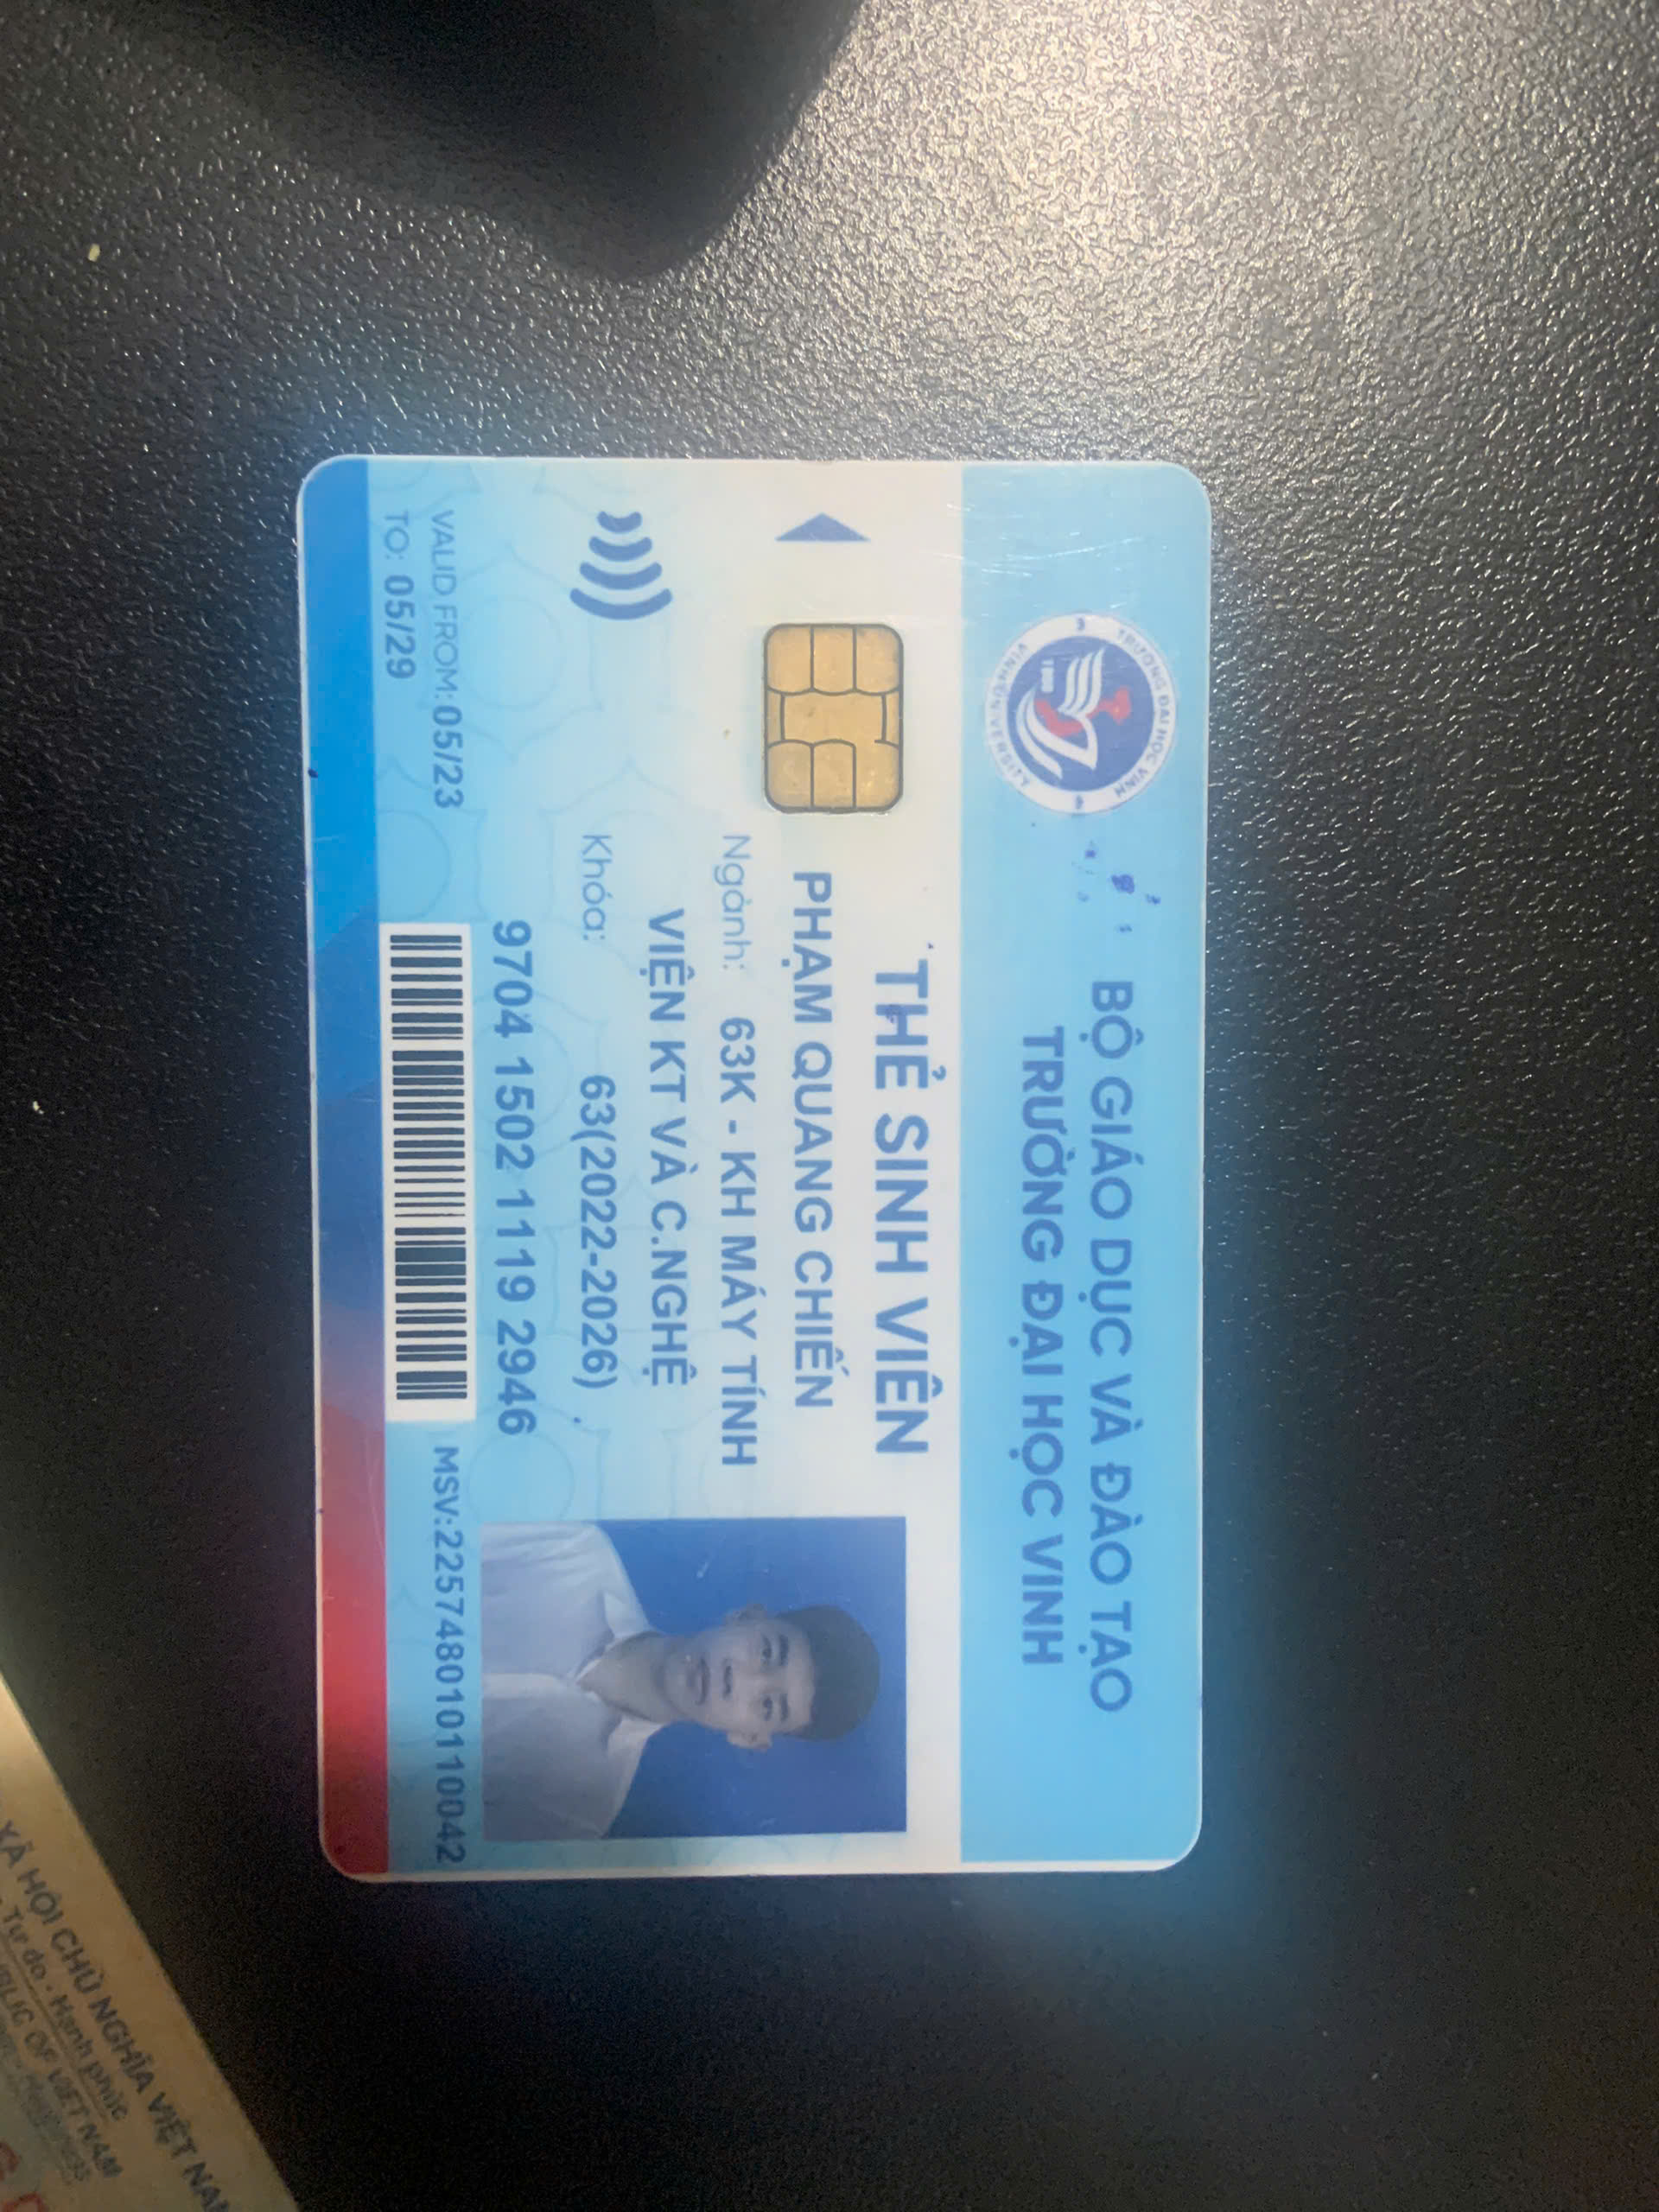 BỘ GIÁO DỤC VÀ ĐÀO TẠO
TRƯỜNG ĐẠI HỌC VINH
TRƯỜNG ĐẠI HỌC VINH
VINH UNIVERSITY
THẺ SINH VIÊN
PHẠM QUANG CHIẾN
Ngành: 63K - KH MÁY TÍNH
VIỆN KT VÀ C.NGHỆ
Khóa: 63(2022-2026)
9704 1502 1119 2946
VALID FROM: 05/23
TO: 05/29
MSV:225748010110042
XÃ HỘI CHỦ NGHĨA VIỆT NAM
Tự do - Hạnh phúc
OF VIET NAM